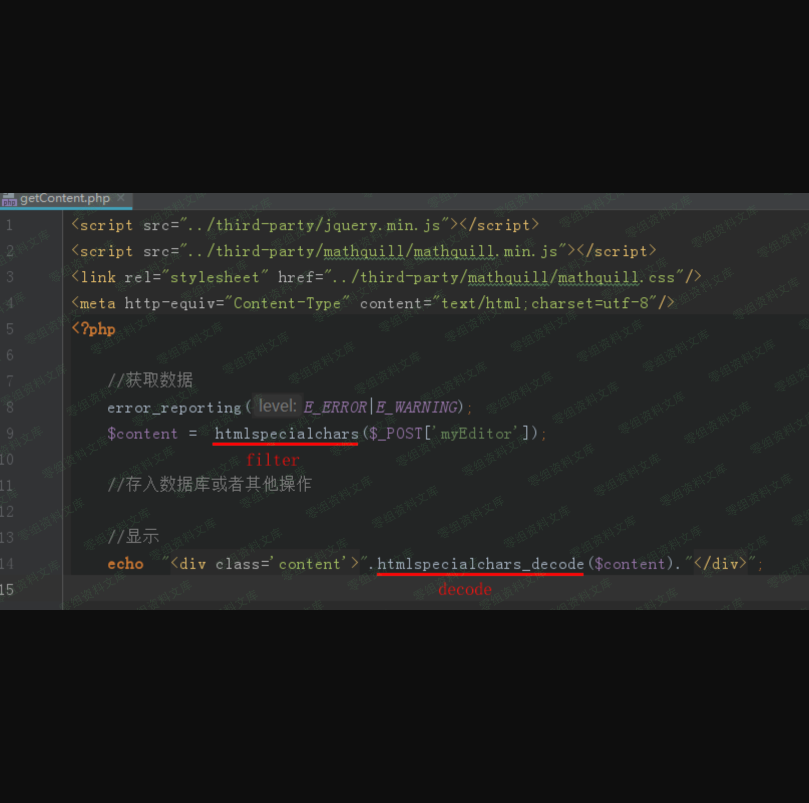 getContent.php ×
1 <script src="../third-party/jquery.min.js"></script>
2 <script src="../third-party/mathquill/mathquill.min.js"></script>
3 <link rel="stylesheet" href="../third-party/mathquill/mathquill.css"/>
4 <meta http-equiv="Content-Type" content="text/html;charset=utf-8"/>
5 <?php
6
7 //获取数据
8 error_reporting( level: E_ERROR|E_WARNING);
9 $content = htmlspecialchars($_POST['myEditor']);
10 filter
11 //存入数据库或者其他操作
12
13 //显示
14 echo "<div class='content'>".htmlspecialchars_decode($content)."</div>";
15 decode
零组资料文库